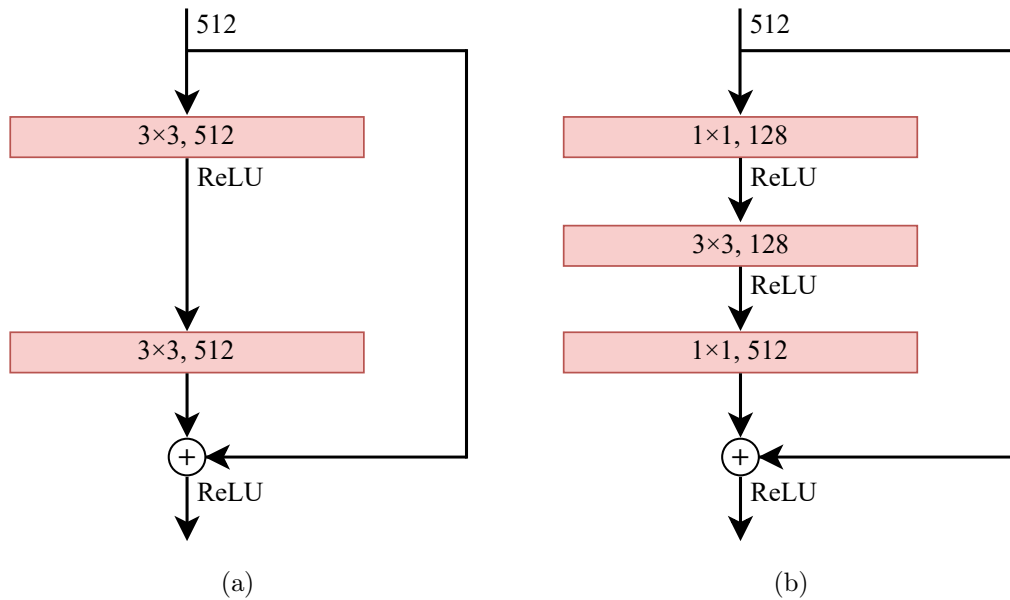 512
3×3, 512
ReLU
3×3, 512
+
ReLU
(a)
512
1×1, 128
ReLU
3×3, 128
ReLU
1×1, 512
+
ReLU
(b)